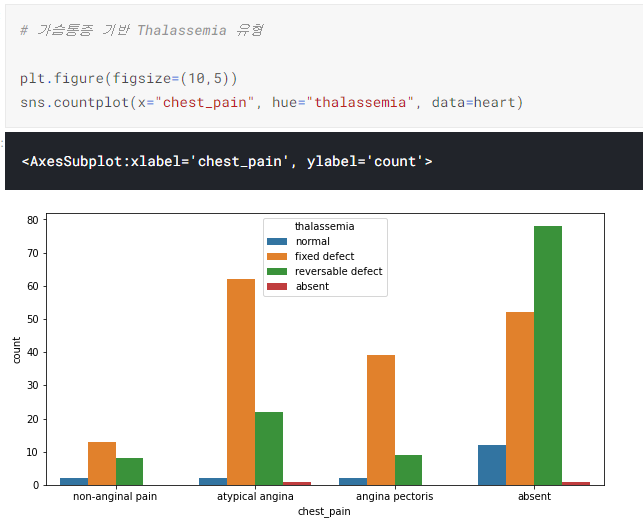 # 가슴통증 기반 Thalassemia 유형
plt.figure(figsize=(10,5))
sns.countplot(x="chest_pain", hue="thalassemia", data=heart)
:
<AxesSubplot:xlabel='chest_pain', ylabel='count'>
80
70
60
50
40
30
20
10
0
count
thalassemia
normal
fixed defect
reversable defect
absent
non-anginal pain
atypical angina
angina pectoris
absent
chest_pain